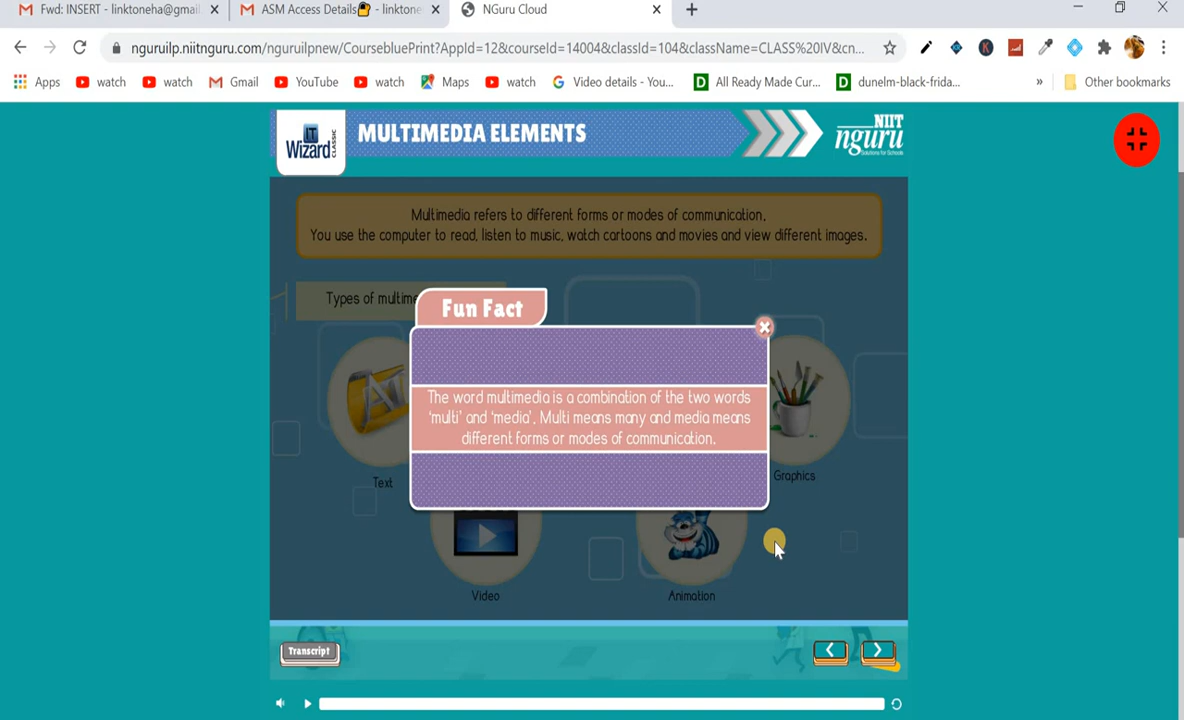 Fwd: INSERT - linktoneha@gmai
ASM Access Details - linktone
NGuru Cloud
nguruilp.niitnguru.com/nguruilpnew/CoursebluePrint?AppId=12&courseId=14004&classId=104&className=CLASS%20IV&cn...
Apps
watch
watch
Gmail
YouTube
watch
Maps
watch
Video details - You...
All Ready Made Cur...
dunelm-black-frida...
»
Other bookmarks
IT Wizard CLASSIC
MULTIMEDIA ELEMENTS
NIIT
nguru
Solutions for Schools
Multimedia refers to different forms or modes of communication.
You use the computer to read, listen to music, watch cartoons and movies and view different images.
Types of multime
Fun Fact
The word multimedia is a combination of the two words
'multi' and 'media'. Multi means many and media means
different forms or modes of communication.
Text
Graphics
Video
Animation
Transcript